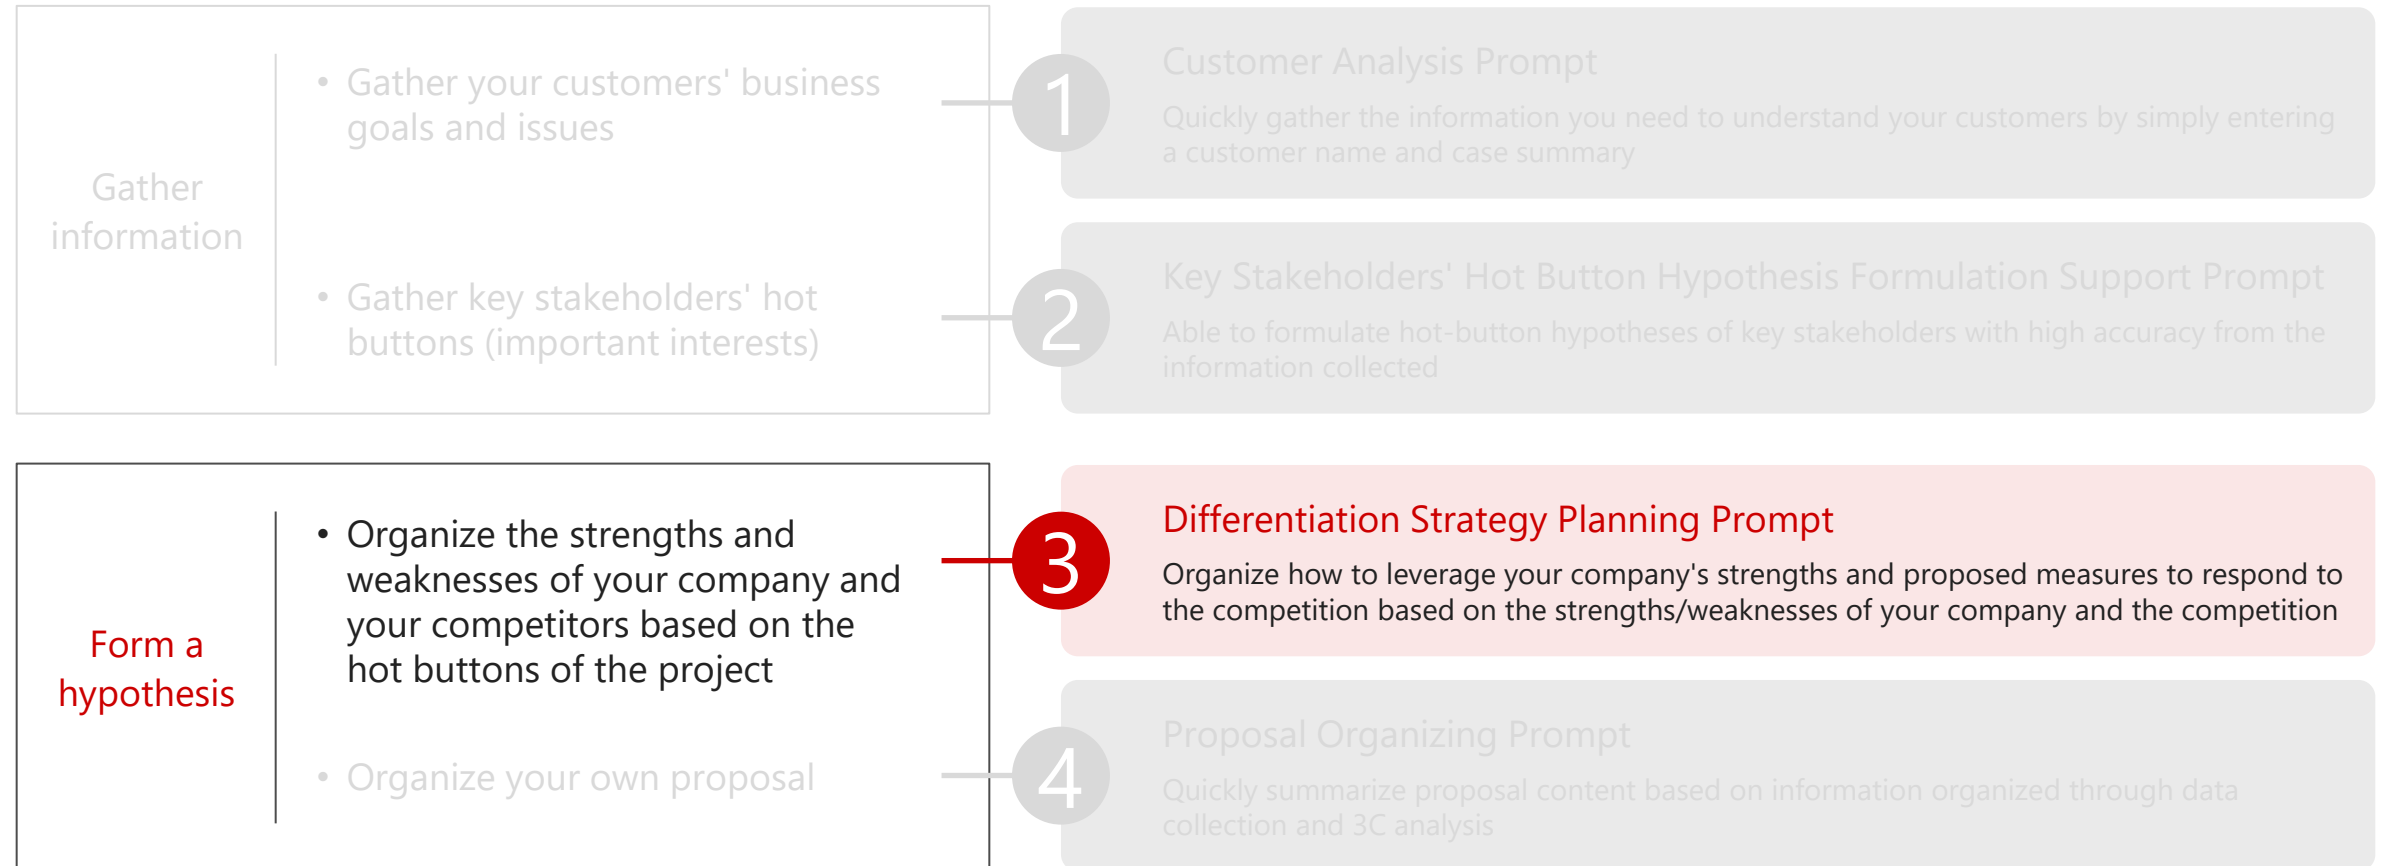 Gather
information
• Gather your customers' business
goals and issues
1
Customer Analysis Prompt
Quickly gather the information you need to understand your customers by simply entering
a customer name and case summary
• Gather key stakeholders' hot
buttons (important interests)
2
Key Stakeholders' Hot Button Hypothesis Formulation Support Prompt
Able to formulate hot-button hypotheses of key stakeholders with high accuracy from the
information collected
Form a
hypothesis
• Organize the strengths and
weaknesses of your company and
your competitors based on the
hot buttons of the project
3
Differentiation Strategy Planning Prompt
Organize how to leverage your company's strengths and proposed measures to respond to
the competition based on the strengths/weaknesses of your company and the competition
• Organize your own proposal
4
Proposal Organizing Prompt
Quickly summarize proposal content based on information organized through data
collection and 3C analysis